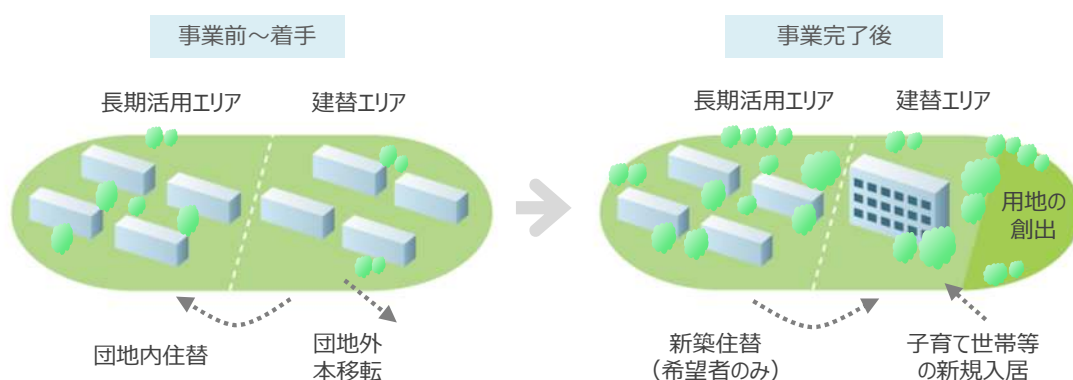 事業前～着手
事業完了後
長期活用エリア
建替エリア
長期活用エリア
建替エリア
用地の
創出
団地内住替
団地外
本移転
新築住替
（希望者のみ）
子育て世帯等
の新規入居